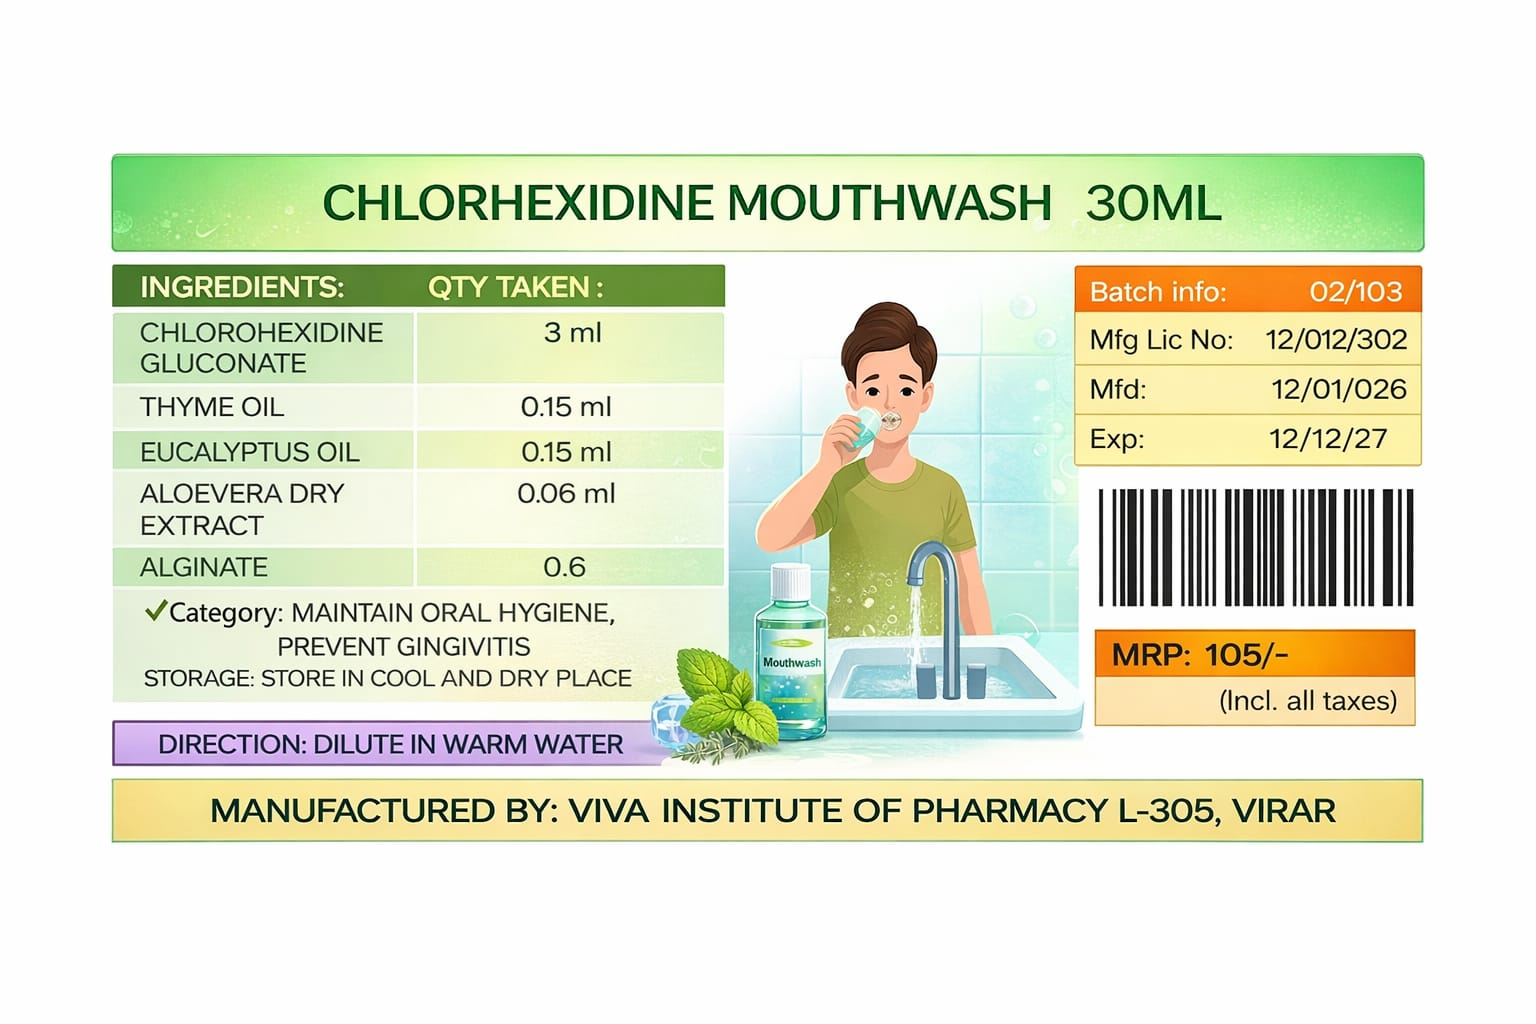 CHLORHEXIDINE MOUTHWASH 30ML
INGREDIENTS: QTY TAKEN :
CHLOROHEXIDINE 3 ml
GLUCONATE
THYME OIL 0.15 ml
EUCALYPTUS OIL 0.15 ml
ALOEVERA DRY 0.06 ml
EXTRACT
ALGINATE 0.6
✓Category: MAINTAIN ORAL HYGIENE,
PREVENT GINGIVITIS
STORAGE: STORE IN COOL AND DRY PLACE
DIRECTION: DILUTE IN WARM WATER
Mouthwash
Batch info: 02/103
Mfg Lic No: 12/012/302
Mfd: 12/01/026
Exp: 12/12/27
MRP: 105/-
(Incl. all taxes)
MANUFACTURED BY: VIVA INSTITUTE OF PHARMACY L-305, VIRAR